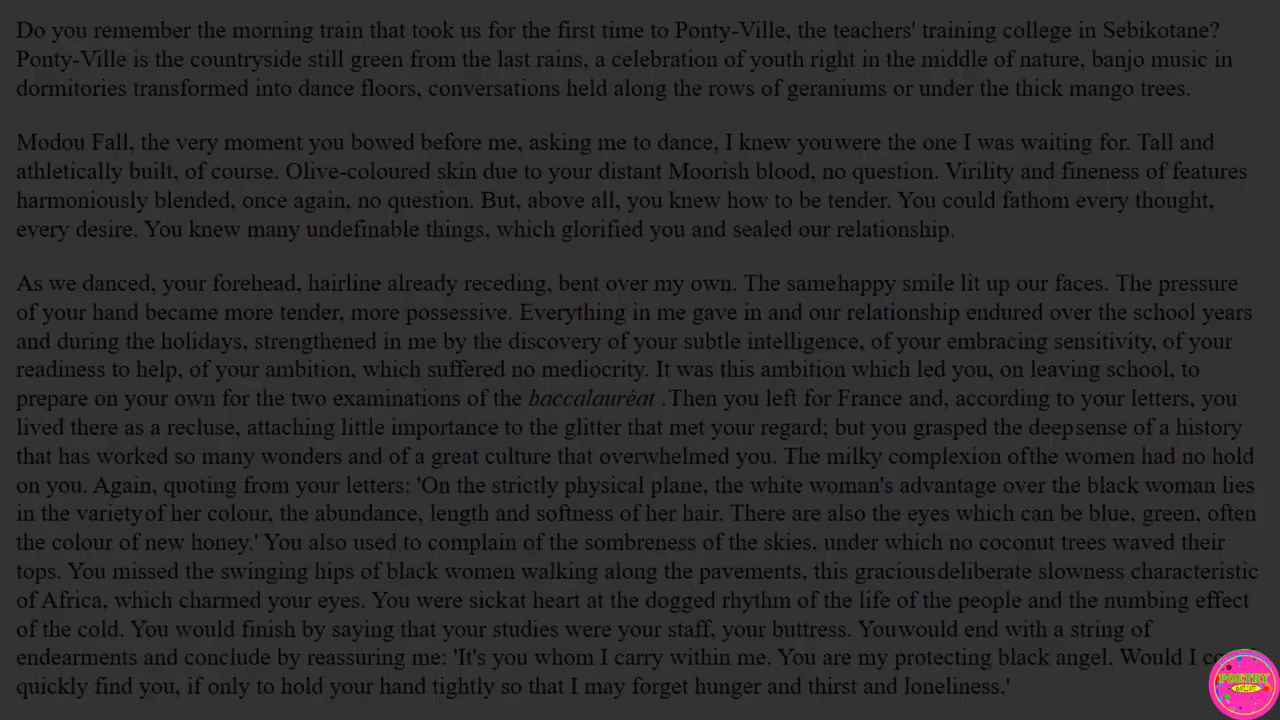 Do you remember the morning train that took us for the first time to Ponty-Ville, the teachers' training college in Sebikotane?
Ponty-Ville is the countryside still green from the last rains, a celebration of youth right in the middle of nature, banjo music in
dormitories transformed into dance floors, conversations held along the rows of geraniums or under the thick mango trees.
Modou Fall, the very moment you bowed before me, asking me to dance, I knew youwere the one I was waiting for. Tall and
athletically built, of course. Olive-coloured skin due to your distant Moorish blood, no question. Virility and fineness of features
harmoniously blended, once again, no question. But, above all, you knew how to be tender. You could fathom every thought,
every desire. You knew many undefinable things, which glorified you and sealed our relationship.
As we danced, your forehead, hairline already receding, bent over my own. The samehappy smile lit up our faces. The pressure
of your hand became more tender, more possessive. Everything in me gave in and our relationship endured over the school years
and during the holidays, strengthened in me by the discovery of your subtle intelligence, of your embracing sensitivity, of your
readiness to help, of your ambition, which suffered no mediocrity. It was this ambition which led you, on leaving school, to
prepare on your own for the two examinations of the baccalauréat .Then you left for France and, according to your letters, you
lived there as a recluse, attaching little importance to the glitter that met your regard; but you grasped the deepsense of a history
that has worked so many wonders and of a great culture that overwhelmed you. The milky complexion ofthe women had no hold
on you. Again, quoting from your letters: 'On the strictly physical plane, the white woman's advantage over the black woman lies
in the varietyof her colour, the abundance, length and softness of her hair. There are also the eyes which can be blue, green, often
the colour of new honey.' You also used to complain of the sombreness of the skies, under which no coconut trees waved their
tops. You missed the swinging hips of black women walking along the pavements, this graciousdeliberate slowness characteristic
of Africa, which charmed your eyes. You were sickat heart at the dogged rhythm of the life of the people and the numbing effect
of the cold. You would finish by saying that your studies were your staff, your buttress. Youwould end with a string of
endearments and conclude by reassuring me: 'It's you whom I carry within me. You are my protecting black angel. Would I
quickly find you, if only to hold your hand tightly so that I may forget hunger and thirst and loneliness.'
POETRY